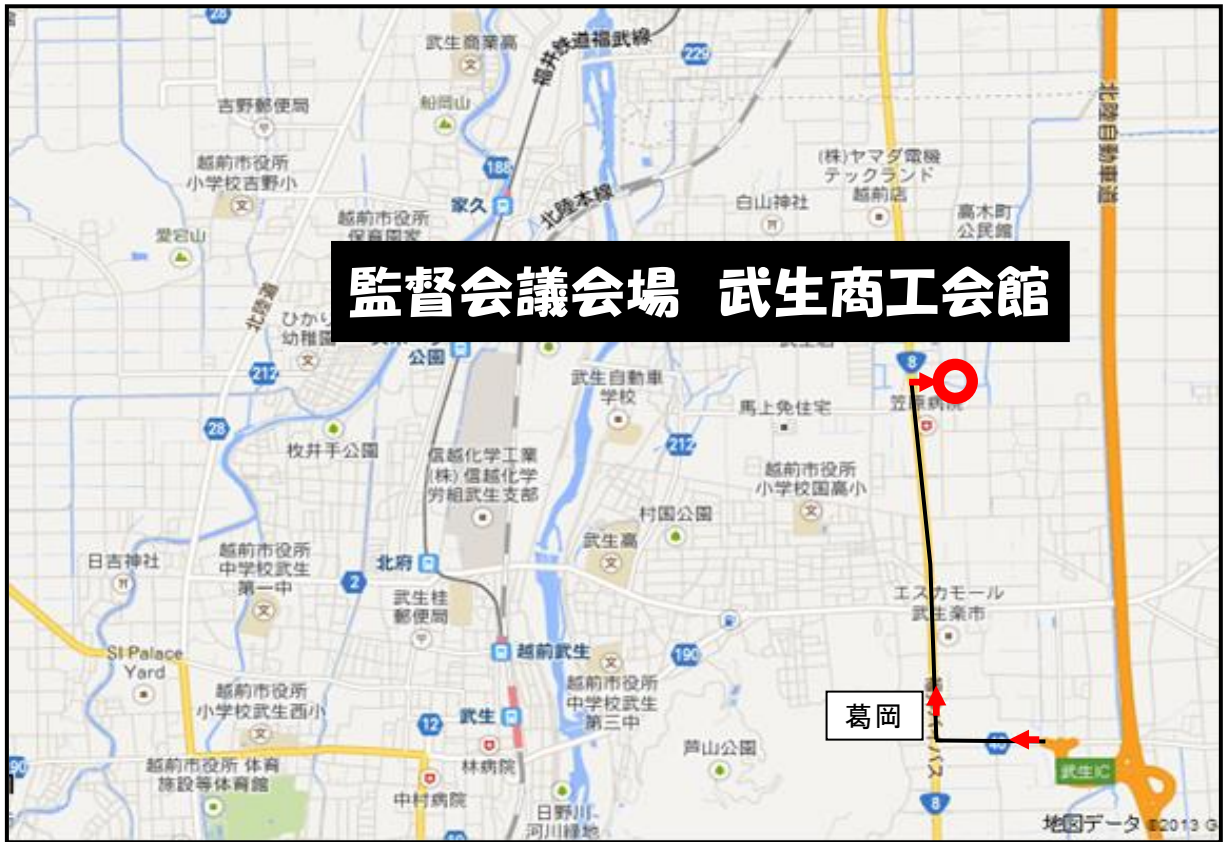 28
武生商業高
福井鉄道福武線
229
吉野郵便局
船岡山
北陸自動車道
越前市役所
小学校吉野小
188
(株)ヤマダ電機
テックランド
越前店
家久
北陸本線
白山神社
高木町
公民館
越前市役所
愛宕山
監督会議会場 武生商工会館
北陸道
ひかり
幼稚園
公園
8
212
武生自動車
学校
馬上免住宅
笠原病院
28
枚井手公園
信越化学工業
(株)信越化学
労組武生支部
212
越前市役所
小学校国高小
村国公園
日吉神社
越前市役所
中学校武生
第一中
北府
武生高
2
武生桂
郵便局
エスカモール
武生楽市
SI Palace
Yard
越前武生
190
越前市役所
中学校武生
第三中
越前市役所
小学校武生西小
12
武生
葛岡
芦山公園
林病院
武生IC
越前市役所 体育
施設等体育館
中村病院
日野川
河川緑地
バス
8
地図データ ©2013 G